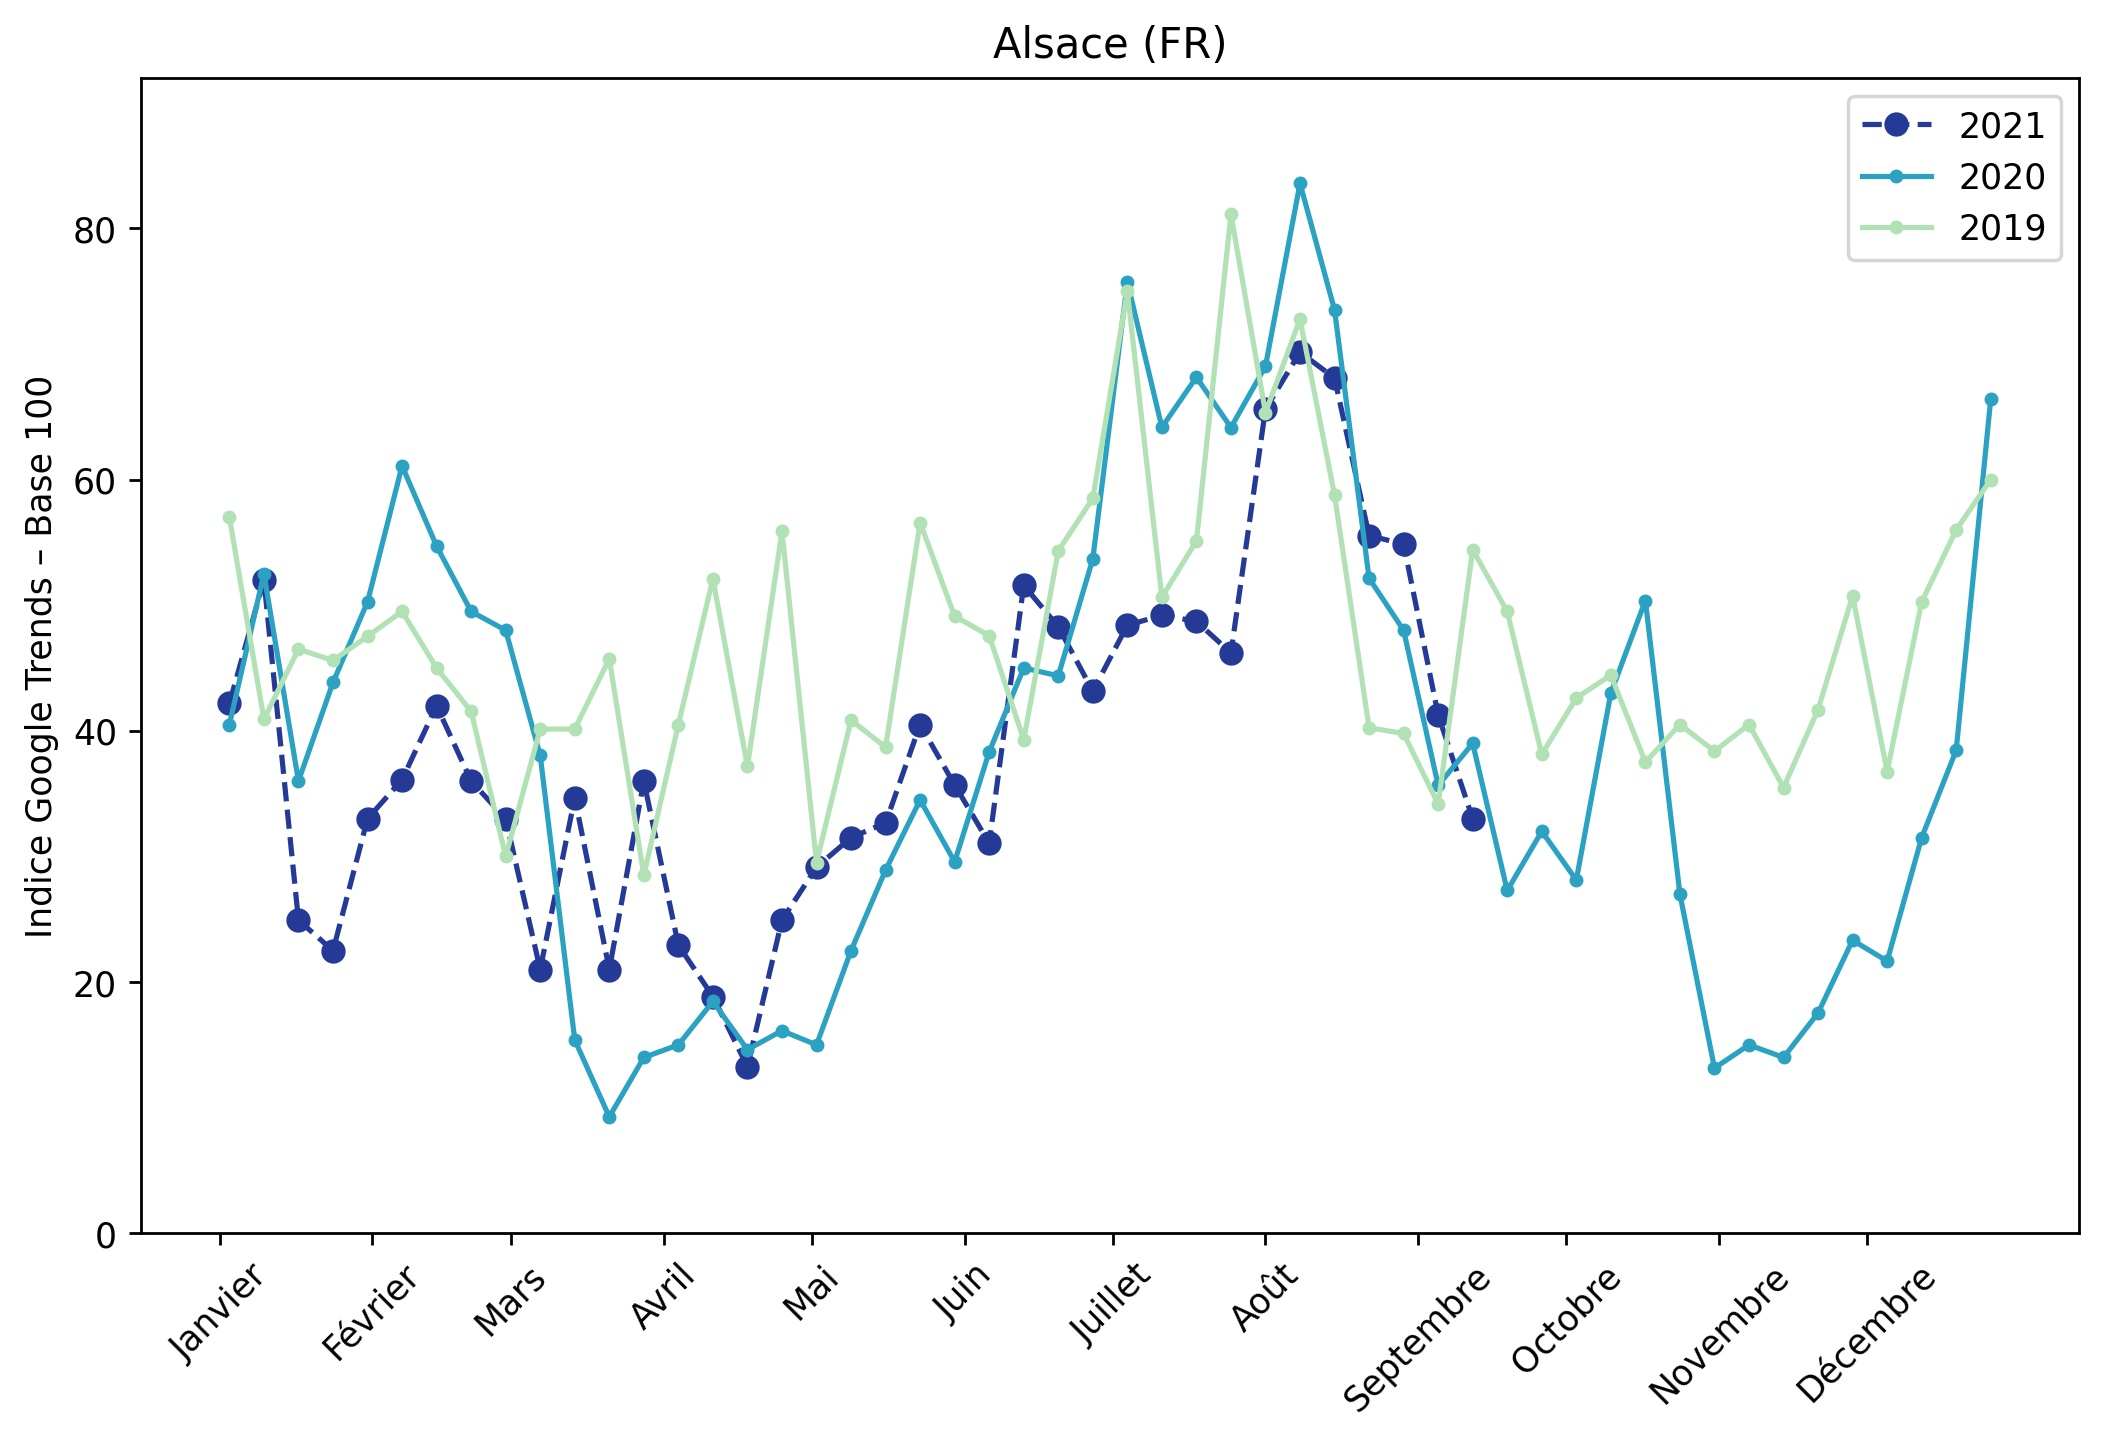 Alsace (FR)
2021
2020
2019
Indice Google Trends – Base 100
80
60
40
20
0
Janvier
Février
Mars
Avril
Mai
Juin
Juillet
Août
Septembre
Octobre
Novembre
Décembre